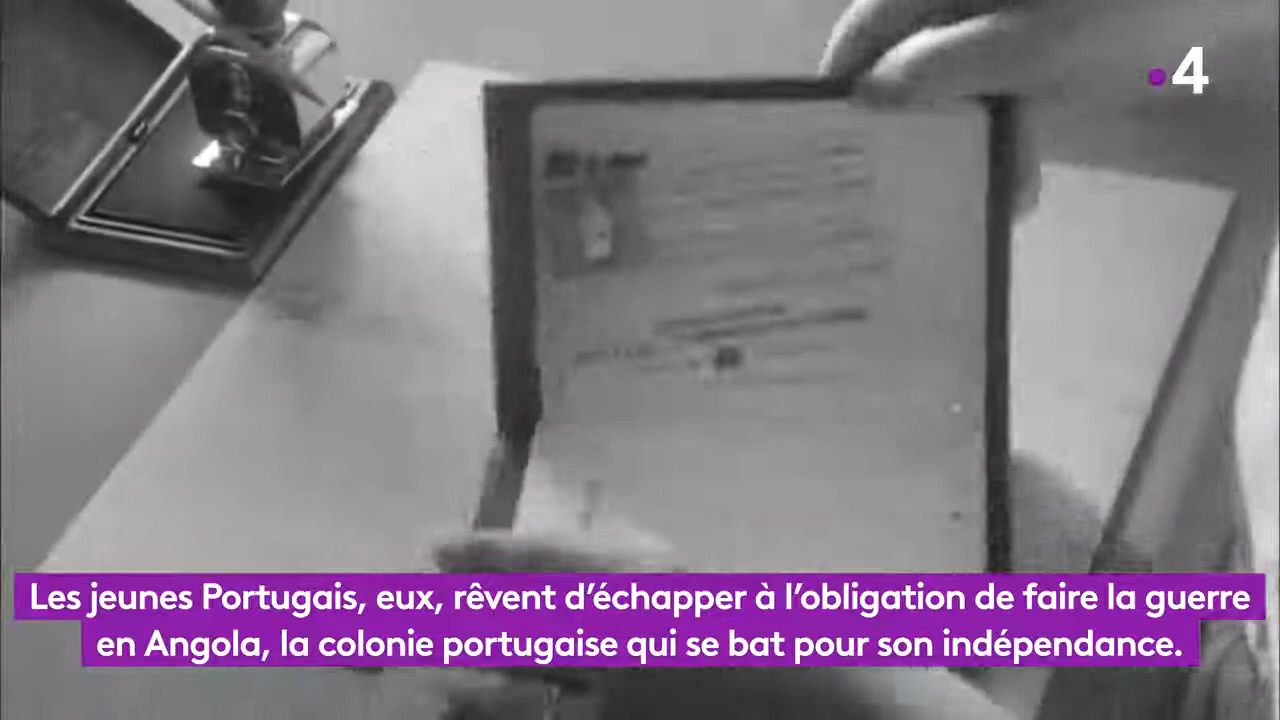 4
Les jeunes Portugais, eux, rêvent d’échapper à l’obligation de faire la guerre
en Angola, la colonie portugaise qui se bat pour son indépendance.